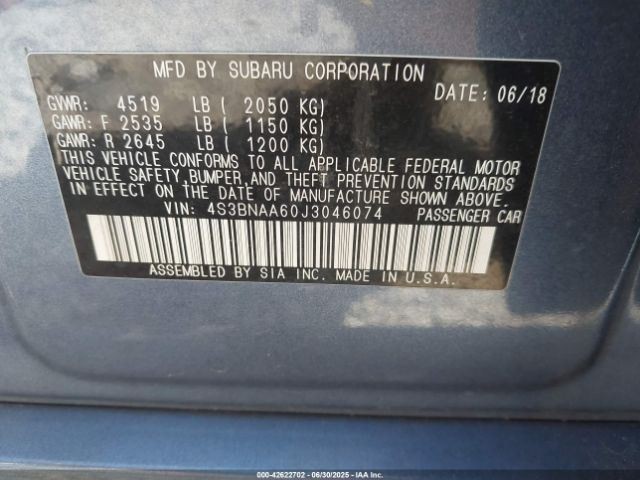 MFD BY SUBARU CORPORATION
DATE: 06/18
GVWR: 4519 LB ( 2050 KG)
GAWR: F 2535 LB ( 1150 KG)
GAWR: R 2645 LB ( 1200 KG)
THIS VEHICLE CONFORMS TO ALL APPLICABLE FEDERAL MOTOR
VEHICLE SAFETY, BUMPER, AND THEFT PREVENTION STANDARDS
IN EFFECT ON THE DATE OF MANUFACTURE SHOWN ABOVE.
VIN: 4S3BNAA60J3046074 PASSENGER CAR
ASSEMBLED BY SIA INC. MADE IN U.S.A.
000-42622702 - 06/30/2025 - IAA Inc.